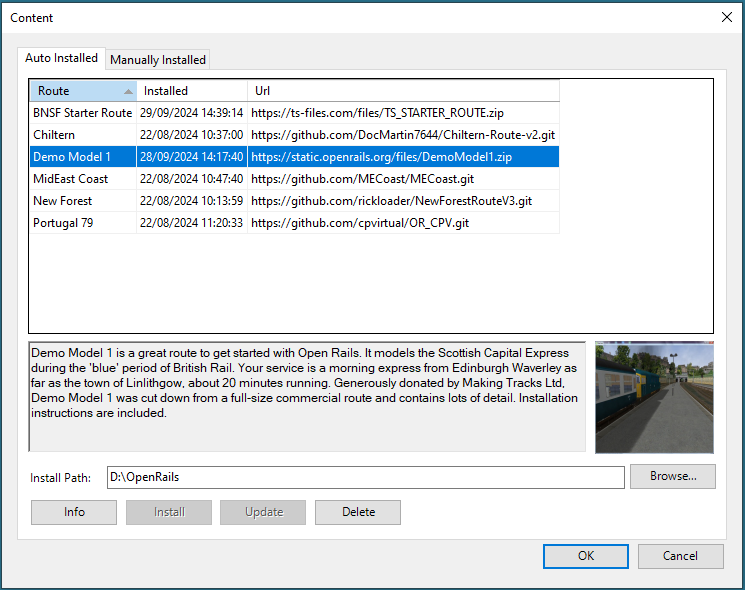 Content
Auto Installed Manually Installed
Route Installed Url
BNSF Starter Route 29/09/2024 14:39:14 https://ts-files.com/files/TS_STARTER_ROUTE.zip
Chiltern 22/08/2024 10:37:00 https://github.com/DocMartin7644/Chiltern-Route-v2.git
Demo Model 1 28/09/2024 14:17:40 https://static.openrails.org/files/DemoModel1.zip
MidEast Coast 22/08/2024 10:47:40 https://github.com/MECoast/MECoast.git
New Forest 22/08/2024 10:13:59 https://github.com/rickloader/NewForestRouteV3.git
Portugal 79 22/08/2024 11:20:33 https://github.com/cpvirtual/OR_CPV.git
Demo Model 1 is a great route to get started with Open Rails. It models the Scottish Capital Express
during the 'blue' period of British Rail. Your service is a morning express from Edinburgh Waverley as
far as the town of Linlithgow, about 20 minutes running. Generously donated by Making Tracks Ltd,
Demo Model 1 was cut down from a full-size commercial route and contains lots of detail. Installation
instructions are included.
Install Path: D:\OpenRails Browse...
Info Install Update Delete
OK Cancel